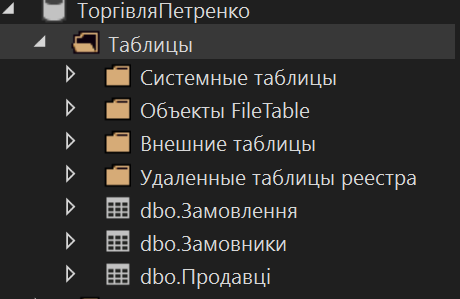 ТоргівляПетренко
Таблицы
Системные таблицы
Объекты FileTable
Внешние таблицы
Удаленные таблицы реестра
dbo.Замовлення
dbo.Замовники
dbo.Продавці